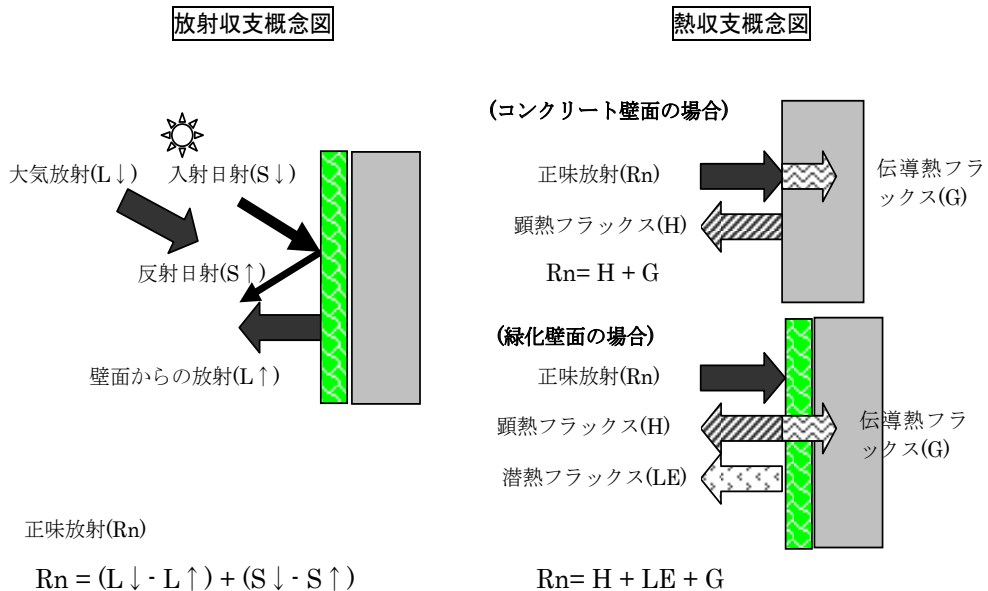 放射収支概念図
大気放射(L↓)
入射日射(S↓)
反射日射(S↑)
壁面からの放射(L↑)
正味放射(Rn)
Rn = (L↓- L↑) + (S↓- S↑)
熱収支概念図
(コンクリート壁面の場合)
正味放射(Rn)
伝導熱フラ
ックス(G)
顕熱フラックス(H)
Rn= H + G
(緑化壁面の場合)
正味放射(Rn)
顕熱フラックス(H)
伝導熱フラ
ックス(G)
潜熱フラックス(LE)
Rn= H + LE + G